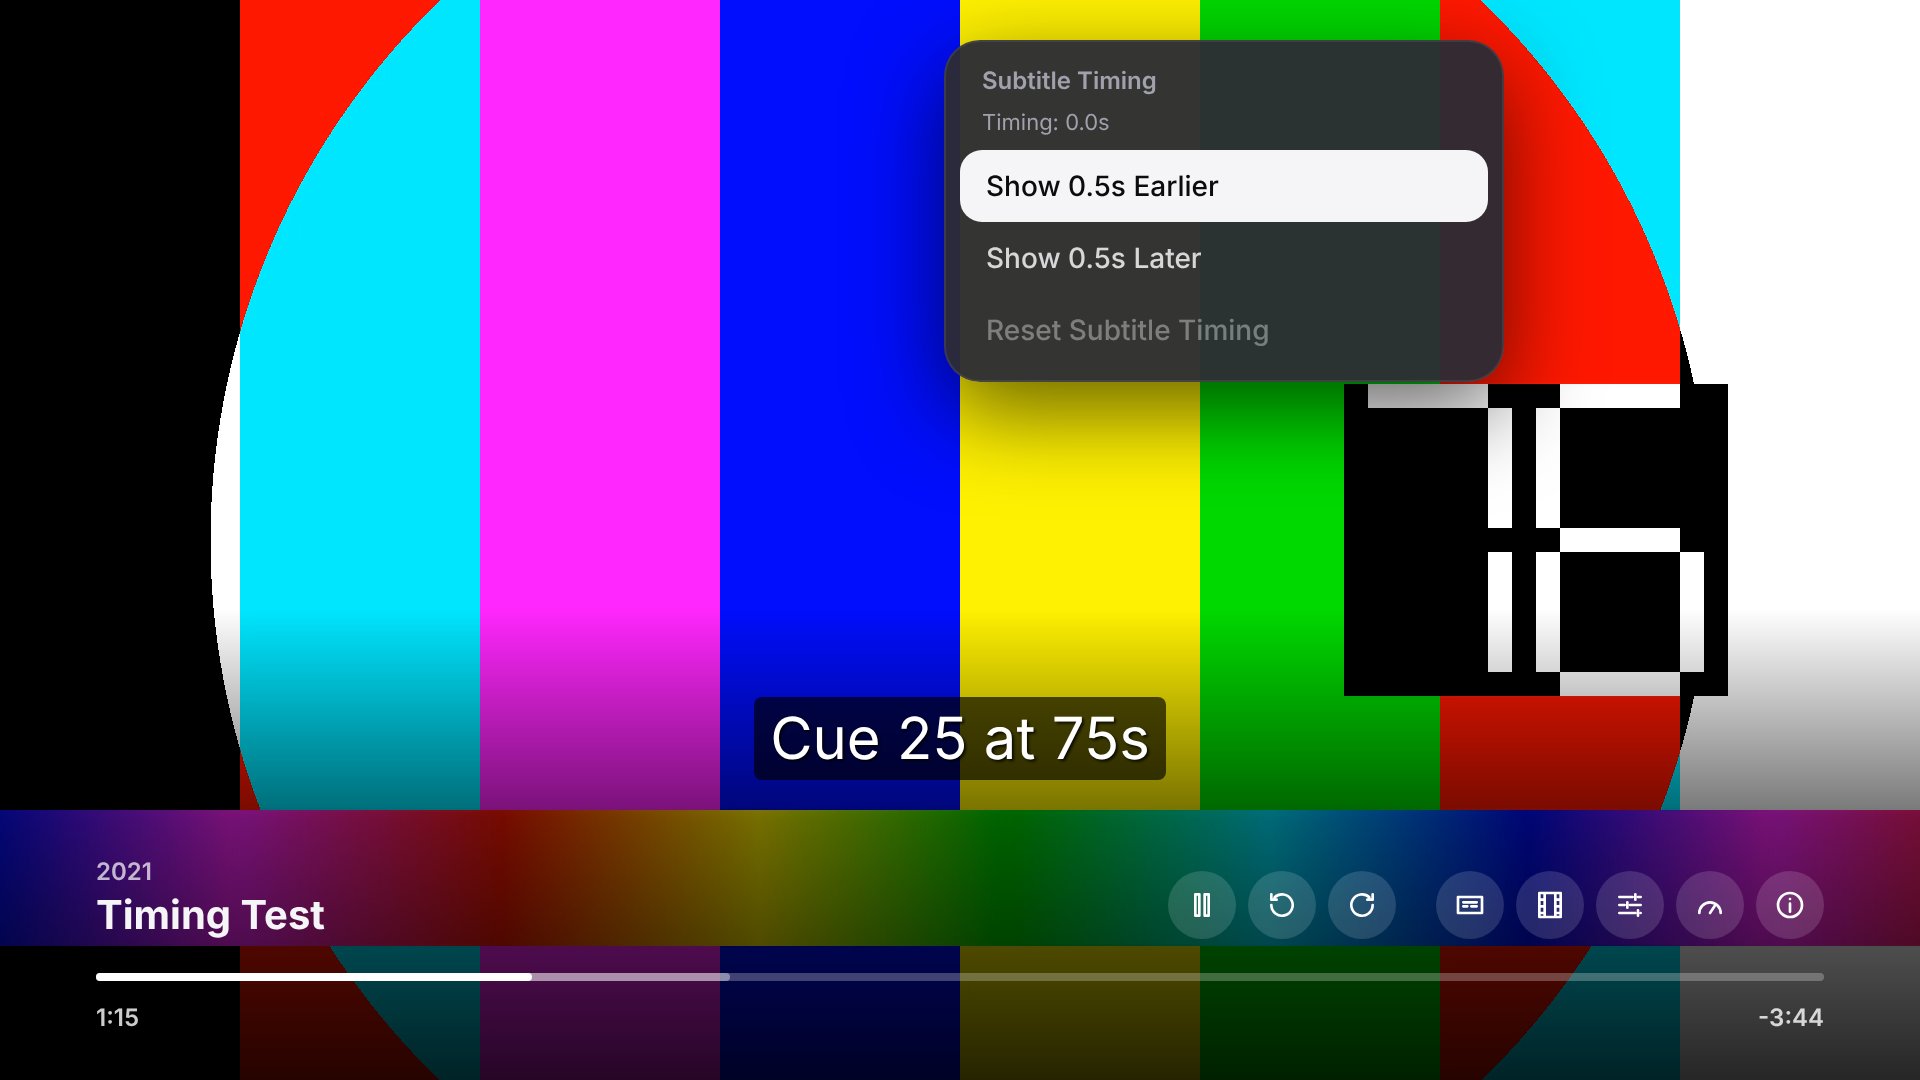 Subtitle Timing
Timing: 0.0s
Show 0.5s Earlier
Show 0.5s Later
Reset Subtitle Timing
76
Cue 25 at 75s
2021
Timing Test
1:15
-3:44